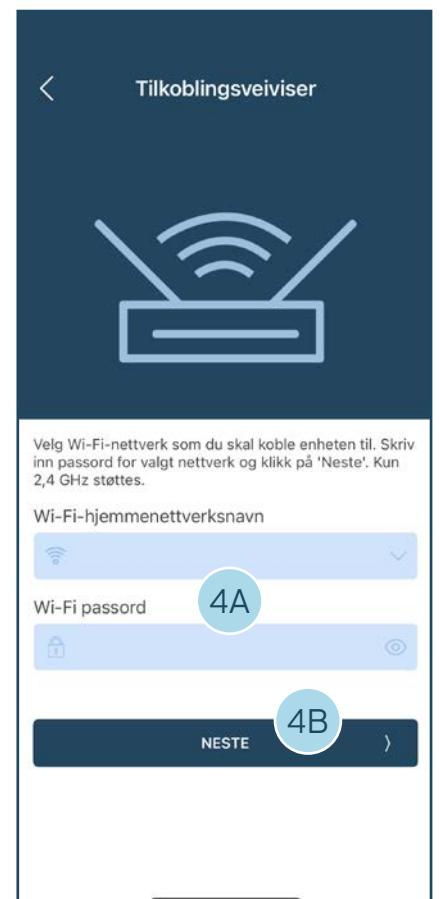 Tilkoblingsveiviser
Velg Wi-Fi-nettverk som du skal koble enheten til. Skriv
inn passord for valgt nettverk og klikk på 'Neste'. Kun
2,4 GHz støttes.
Wi-Fi-hjemmenettverksnavn
4A
Wi-Fi passord
4B
NESTE